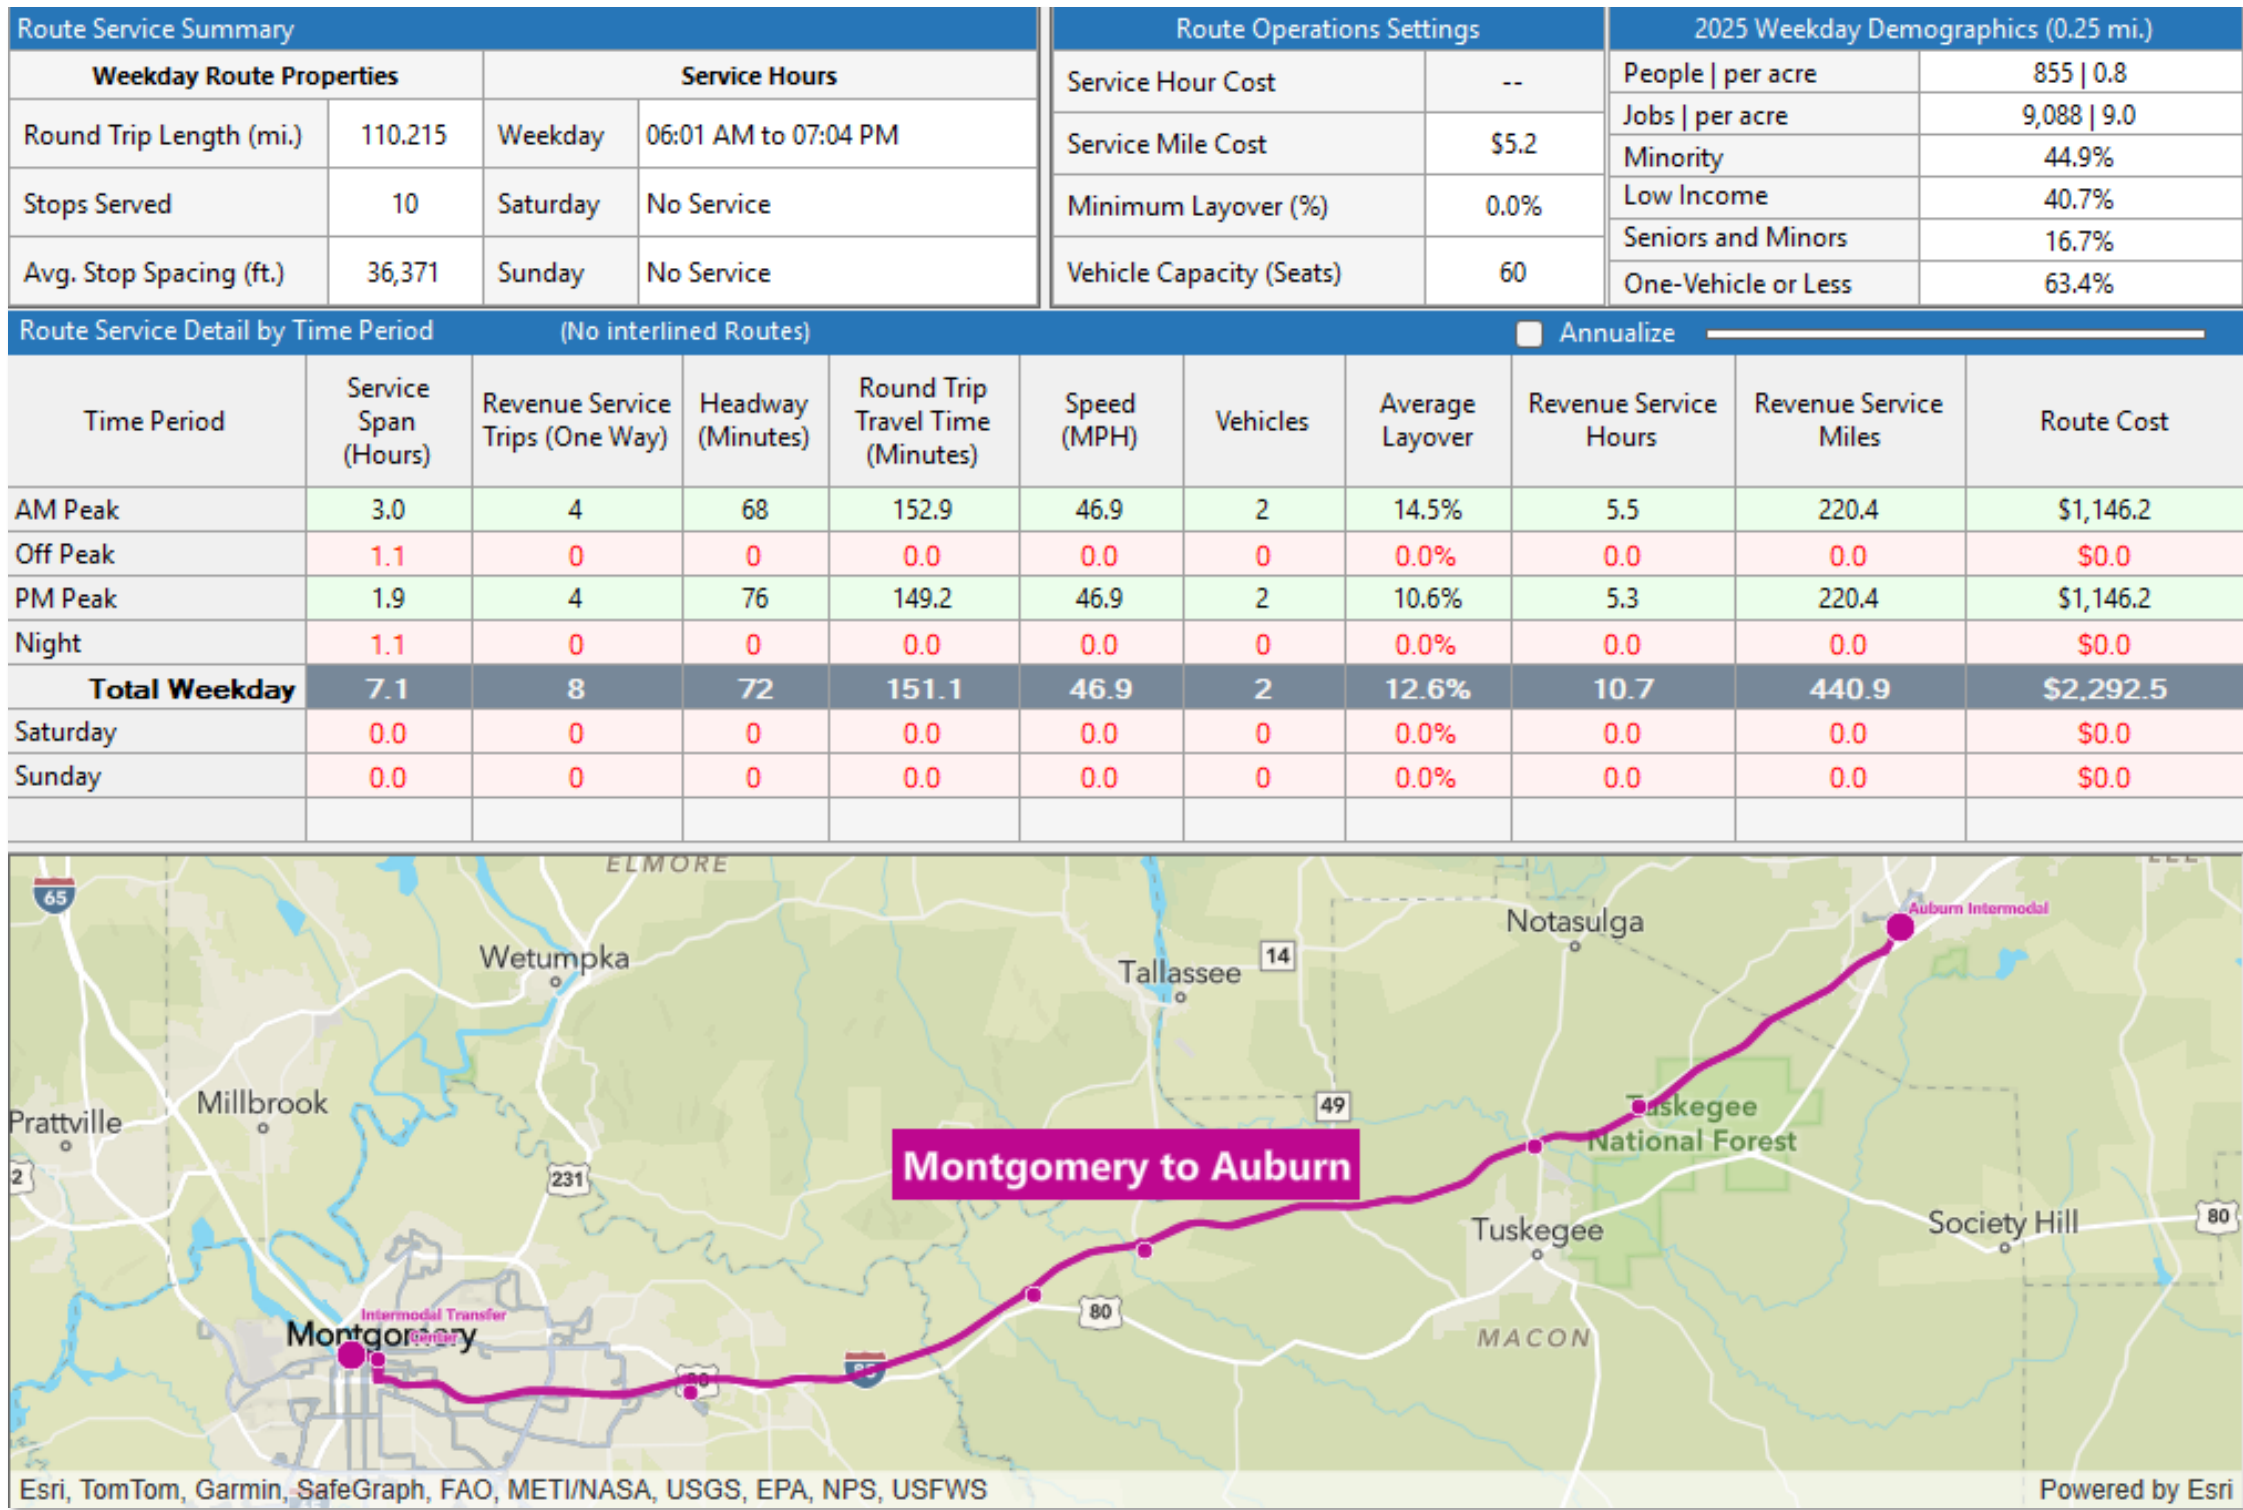 Route Service Summary
Weekday Route Properties Service Hours
Round Trip Length (mi.) 110.215 Weekday 06:01 AM to 07:04 PM
Stops Served 10 Saturday No Service
Avg. Stop Spacing (ft.) 36,371 Sunday No Service
Route Operations Settings
Service Hour Cost --
Service Mile Cost $5.2
Minimum Layover (%) 0.0%
Vehicle Capacity (Seats) 60
2025 Weekday Demographics (0.25 mi.)
People | per acre 855 | 0.8
Jobs | per acre 9,088 | 9.0
Minority 44.9%
Low Income 40.7%
Seniors and Minors 16.7%
One-Vehicle or Less 63.4%
Route Service Detail by Time Period (No interlined Routes) Annualize
Time Period Service Span (Hours) Revenue Service Trips (One Way) Headway (Minutes) Round Trip Travel Time (Minutes) Speed (MPH) Vehicles Average Layover Revenue Service Hours Revenue Service Miles Route Cost
AM Peak 3.0 4 68 152.9 46.9 2 14.5% 5.5 220.4 $1,146.2
Off Peak 1.1 0 0 0.0 0.0 0 0.0% 0.0 0.0 $0.0
PM Peak 1.9 4 76 149.2 46.9 2 10.6% 5.3 220.4 $1,146.2
Night 1.1 0 0 0.0 0.0 0 0.0% 0.0 0.0 $0.0
Total Weekday 7.1 8 72 151.1 46.9 2 12.6% 10.7 440.9 $2,292.5
Saturday 0.0 0 0 0.0 0.0 0 0.0% 0.0 0.0 $0.0
Sunday 0.0 0 0 0.0 0.0 0 0.0% 0.0 0.0 $0.0
ELMORE
65
Auburn Intermodal
Notasulga
Wetumpka
14
Tallassee
Millbrook
49
Tuskegee
National Forest
Prattville
Montgomery to Auburn
2
231
80
Society Hill
Tuskegee
80
Intermodal Transfer
Center
Montgomery
MACON
85
80
Esri, TomTom, Garmin, SafeGraph, FAO, METI/NASA, USGS, EPA, NPS, USFWS
Powered by Esri